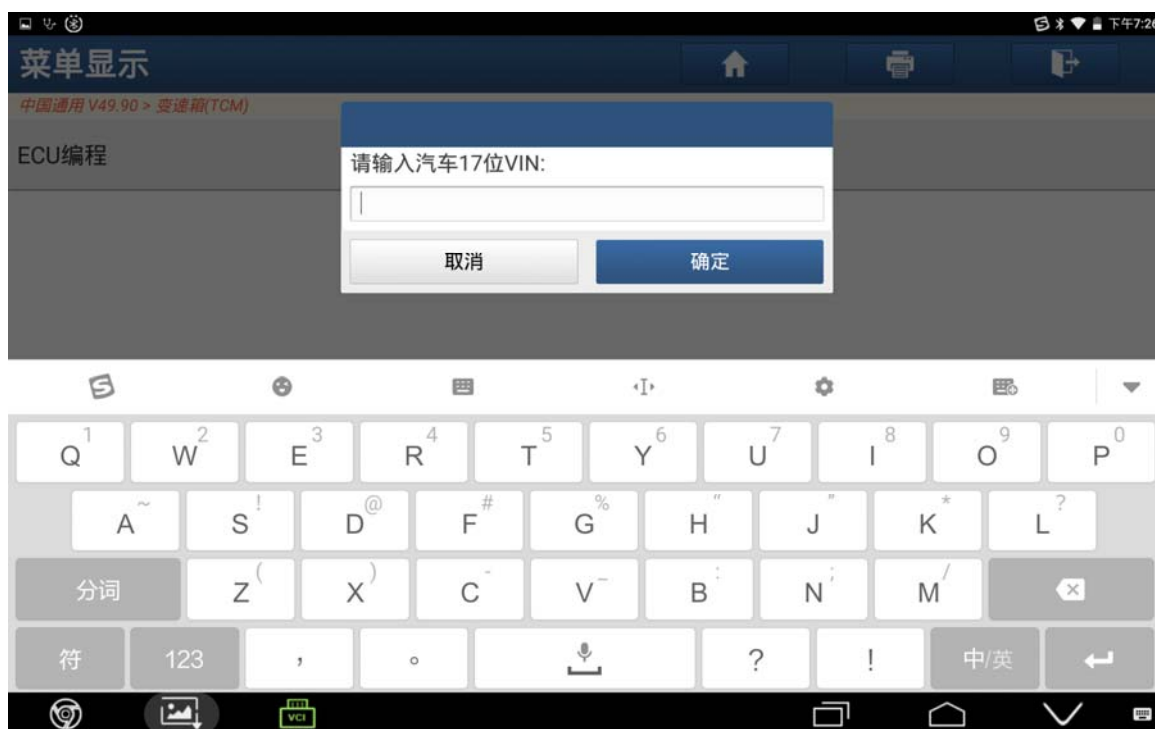 下午7:26
菜单显示
中国通用 V49.90 > 变速箱(TCM)
ECU编程
请输入汽车17位VIN:
取消
确定
Q 1 W 2 E 3 R 4 T 5 Y 6 U 7 I 8 O 9 P 0
A ~ S ! D @ F # G % H " J " K * L ?
分词 Z ( X ) C - V _ B : N ; M /
符 123 , 。 ? ! 中/英
VCI